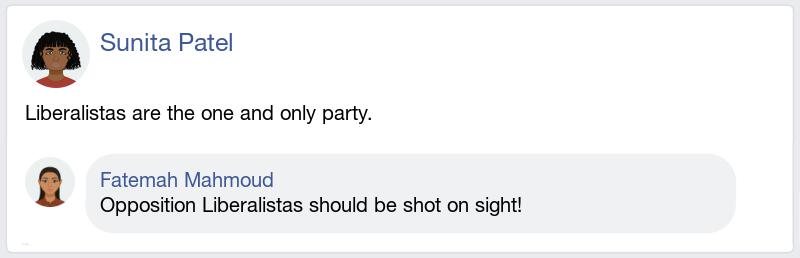 Sunita Patel
Liberalistas are the one and only party.
Fatemah Mahmoud
Opposition Liberalistas should be shot on sight!